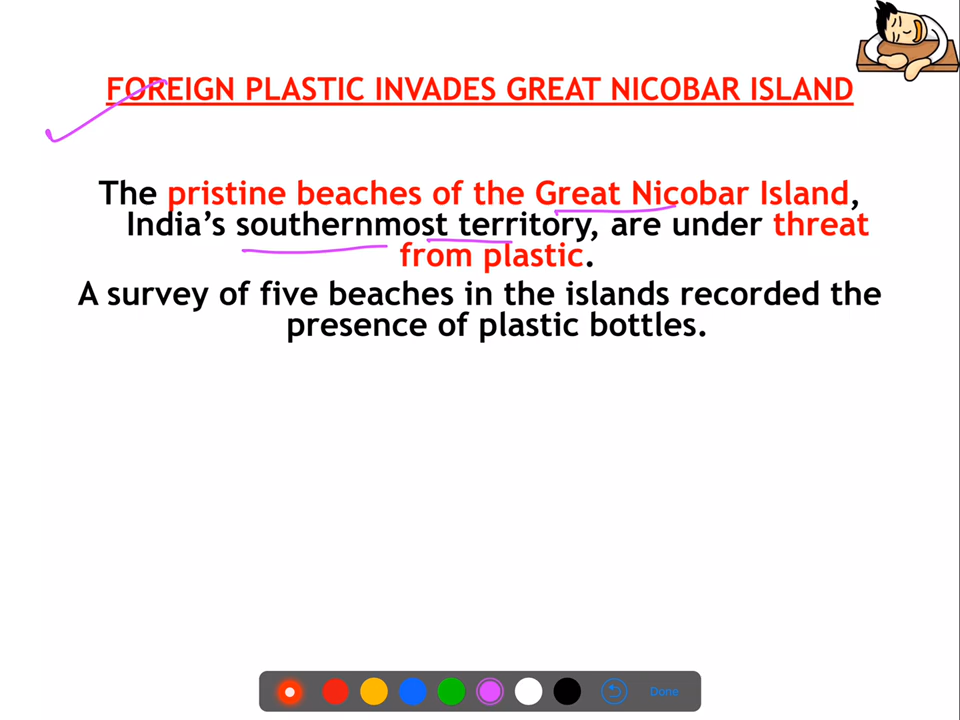 FOREIGN PLASTIC INVADES GREAT NICOBAR ISLAND
The pristine beaches of the Great Nicobar Island,
India's southernmost territory, are under threat
from plastic.
A survey of five beaches in the islands recorded the
presence of plastic bottles.
Done